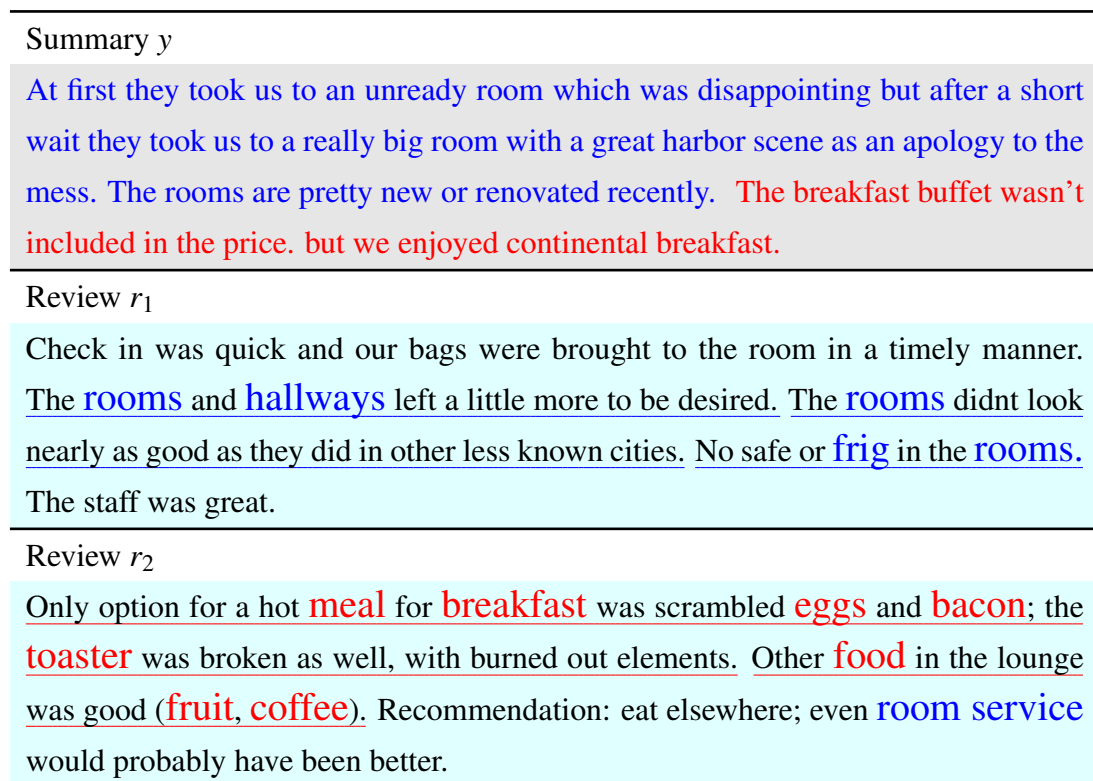 Summary y
At first they took us to an unready room which was disappointing but after a short
wait they took us to a really big room with a great harbor scene as an apology to the
mess. The rooms are pretty new or renovated recently. The breakfast buffet wasn't
included in the price. but we enjoyed continental breakfast.
Review r1
Check in was quick and our bags were brought to the room in a timely manner.
The rooms and hallways left a little more to be desired. The rooms didnt look
nearly as good as they did in other less known cities. No safe or frig in the rooms.
The staff was great.
Review r2
Only option for a hot meal for breakfast was scrambled eggs and bacon; the
toaster was broken as well, with burned out elements. Other food in the lounge
was good (fruit, coffee). Recommendation: eat elsewhere; even room service
would probably have been better.